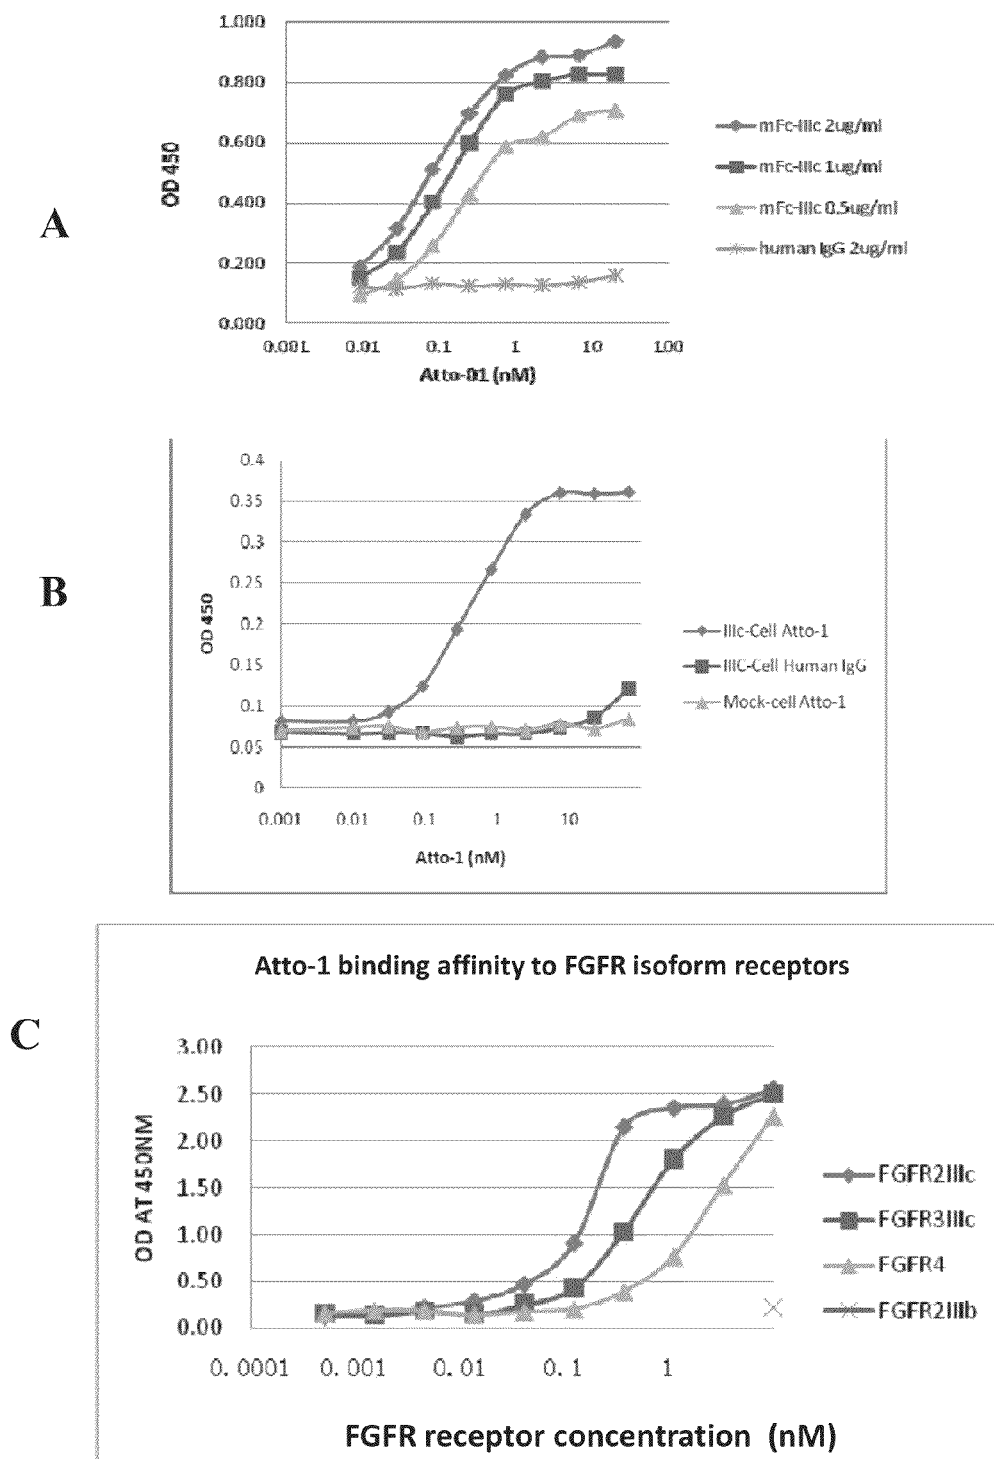 A
1.000
0.800
0.600
0.400
0.200
0.000
OD 450
0.001 0.01 0.1 1 10 100
Atto-01 (nM)
mFc-IIIc 2ug/ml
mFc-IIIc 1ug/ml
mFc-IIIc 0.5ug/ml
human IgG 2ug/ml
B
0.4
0.35
0.3
0.25
0.2
0.15
0.1
0.05
0
OD 450
0.001 0.01 0.1 1 10
Atto-1 (nM)
IIIc-Cell Atto-1
IIIC-Cell Human IgG
Mock-cell Atto-1
C
Atto-1 binding affinity to FGFR isoform receptors
3.00
2.50
2.00
1.50
1.00
0.50
0.00
OD AT 450NM
0.0001 0.001 0.01 0.1 1
FGFR receptor concentration (nM)
FGFR2IIIc
FGFR3IIIc
FGFR4
FGFR2IIIb